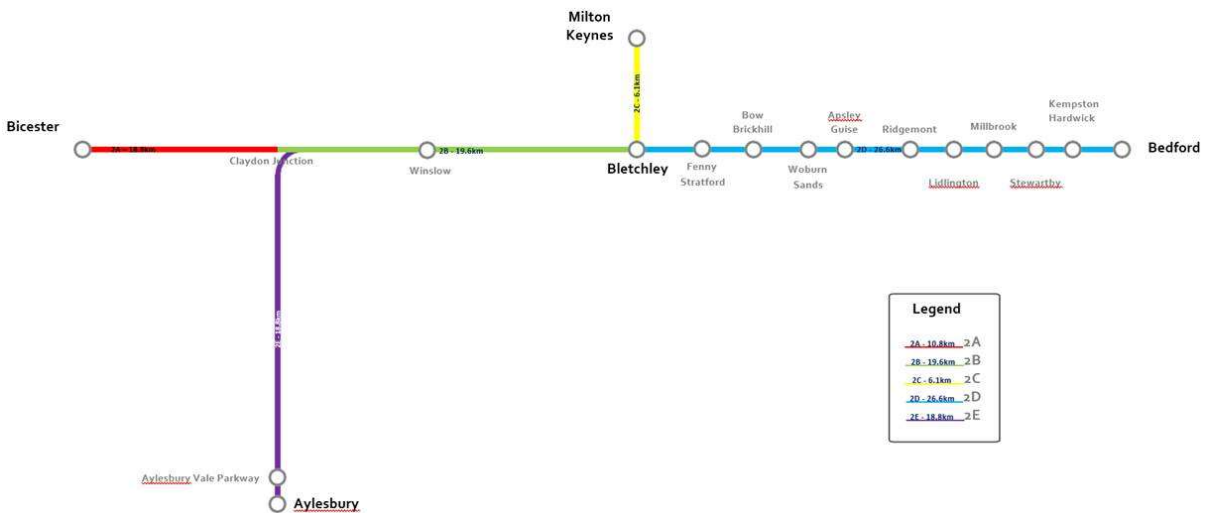 Milton
Keynes
2C - 6.1km
Bicester
2A - 18.8km
Claydon Junction
2B - 19.6km
Winslow
Bletchley
Fenny
Stratford
Bow
Brickhill
Woburn
Sands
Apsley
Guise
2D - 26.6km
Ridgemont
Lidlington
Millbrook
Stewartby
Kempston
Hardwick
Bedford
2E - 18.8km
Aylesbury Vale Parkway
Aylesbury
Legend
2A - 10.8km 2A
2B - 19.6km 2B
2C - 6.1km 2C
2D - 26.6km 2D
2E - 18.8km 2E